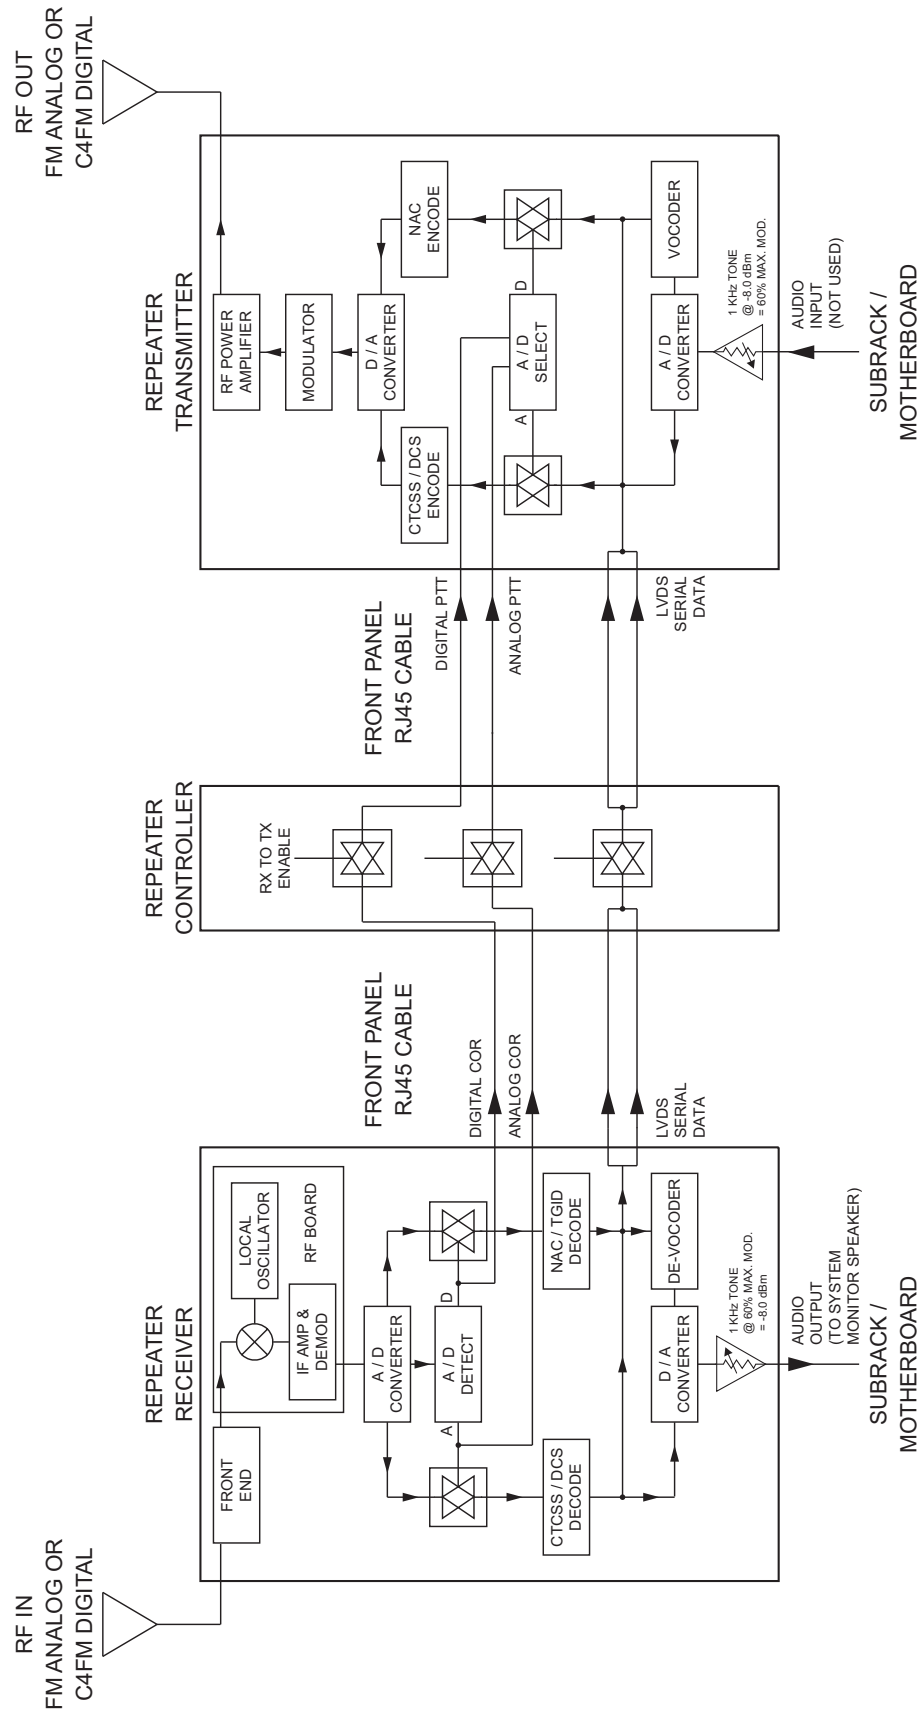 RF IN
FM ANALOG OR
C4FM DIGITAL
REPEATER
RECEIVER
FRONT
END
LOCAL
OSCILLATOR
RF BOARD
IF AMP &
DEMOD
A / D
CONVERTER
A / D
DETECT
A
D
CTCSS / DCS
DECODE
NAC / TGID
DECODE
D / A
CONVERTER
DE-VOCODER
1 KHz TONE
@ 60% MAX. MOD.
= -8.0 dBm
AUDIO
OUTPUT
(TO SYSTEM
MONITOR SPEAKER)
SUBRACK /
MOTHERBOARD
FRONT PANEL
RJ45 CABLE
DIGITAL COR
ANALOG COR
LVDS
SERIAL
DATA
REPEATER
CONTROLLER
RX TO TX
ENABLE
FRONT PANEL
RJ45 CABLE
DIGITAL PTT
ANALOG PTT
LVDS
SERIAL
DATA
RF OUT
FM ANALOG OR
C4FM DIGITAL
REPEATER
TRANSMITTER
RF POWER
AMPLIFIER
MODULATOR
D / A
CONVERTER
CTCSS / DCS
ENCODE
NAC
ENCODE
A / D
SELECT
A
D
A / D
CONVERTER
VOCODER
1 KHz TONE
@ -8.0 dBm
= 60% MAX. MOD.
AUDIO
INPUT
(NOT USED)
SUBRACK /
MOTHERBOARD